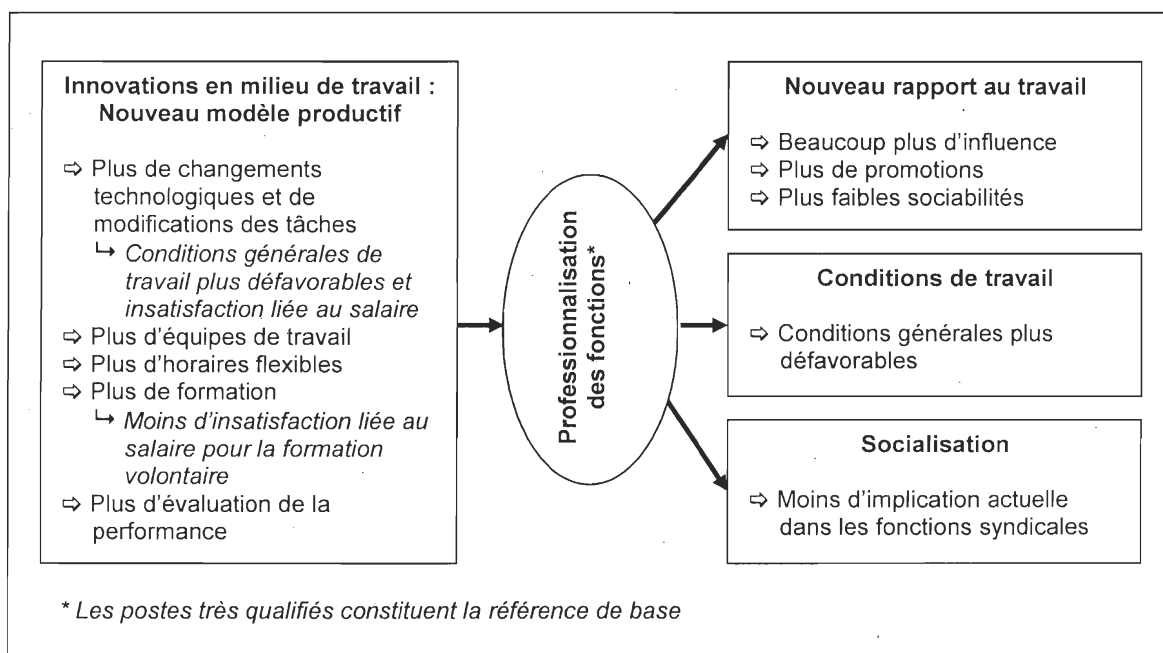 Innovations en milieu de travail :
Nouveau modèle productif
⇨ Plus de changements
technologiques et de
modifications des tâches
↳ Conditions générales de
travail plus défavorables et
insatisfaction liée au salaire
⇨ Plus d'équipes de travail
⇨ Plus d'horaires flexibles
⇨ Plus de formation
↳ Moins d'insatisfaction liée au
salaire pour la formation
volontaire
⇨ Plus d'évaluation de la
performance
Professionnalisation
des fonctions*
Nouveau rapport au travail
⇨ Beaucoup plus d'influence
⇨ Plus de promotions
⇨ Plus faibles sociabilités
Conditions de travail
⇨ Conditions générales plus
défavorables
Socialisation
⇨ Moins d'implication actuelle
dans les fonctions syndicales
* Les postes très qualifiés constituent la référence de base